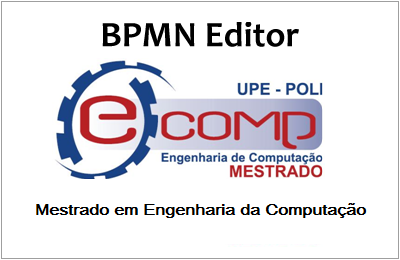 BPMN Editor
UPE - POLI
ecomp
Engenharia de Computação
MESTRADO
Mestrado em Engenharia da Computação